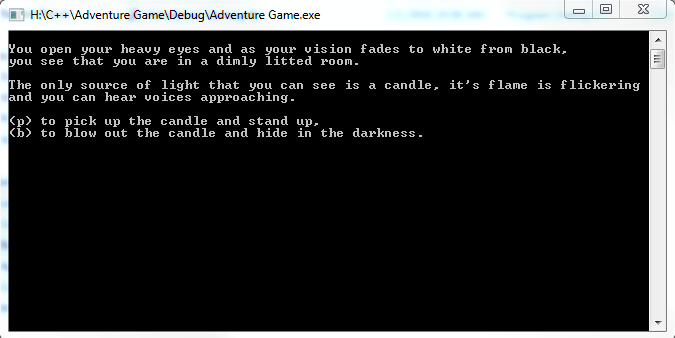 H:\C++\Adventure Game\Debug\Adventure Game.exe
You open your heavy eyes and as your vision fades to white from black,
you see that you are in a dimly litted room.
The only source of light that you can see is a candle, it's flame is flickering
and you can hear voices approaching.
(p) to pick up the candle and stand up,
(b) to blow out the candle and hide in the darkness.